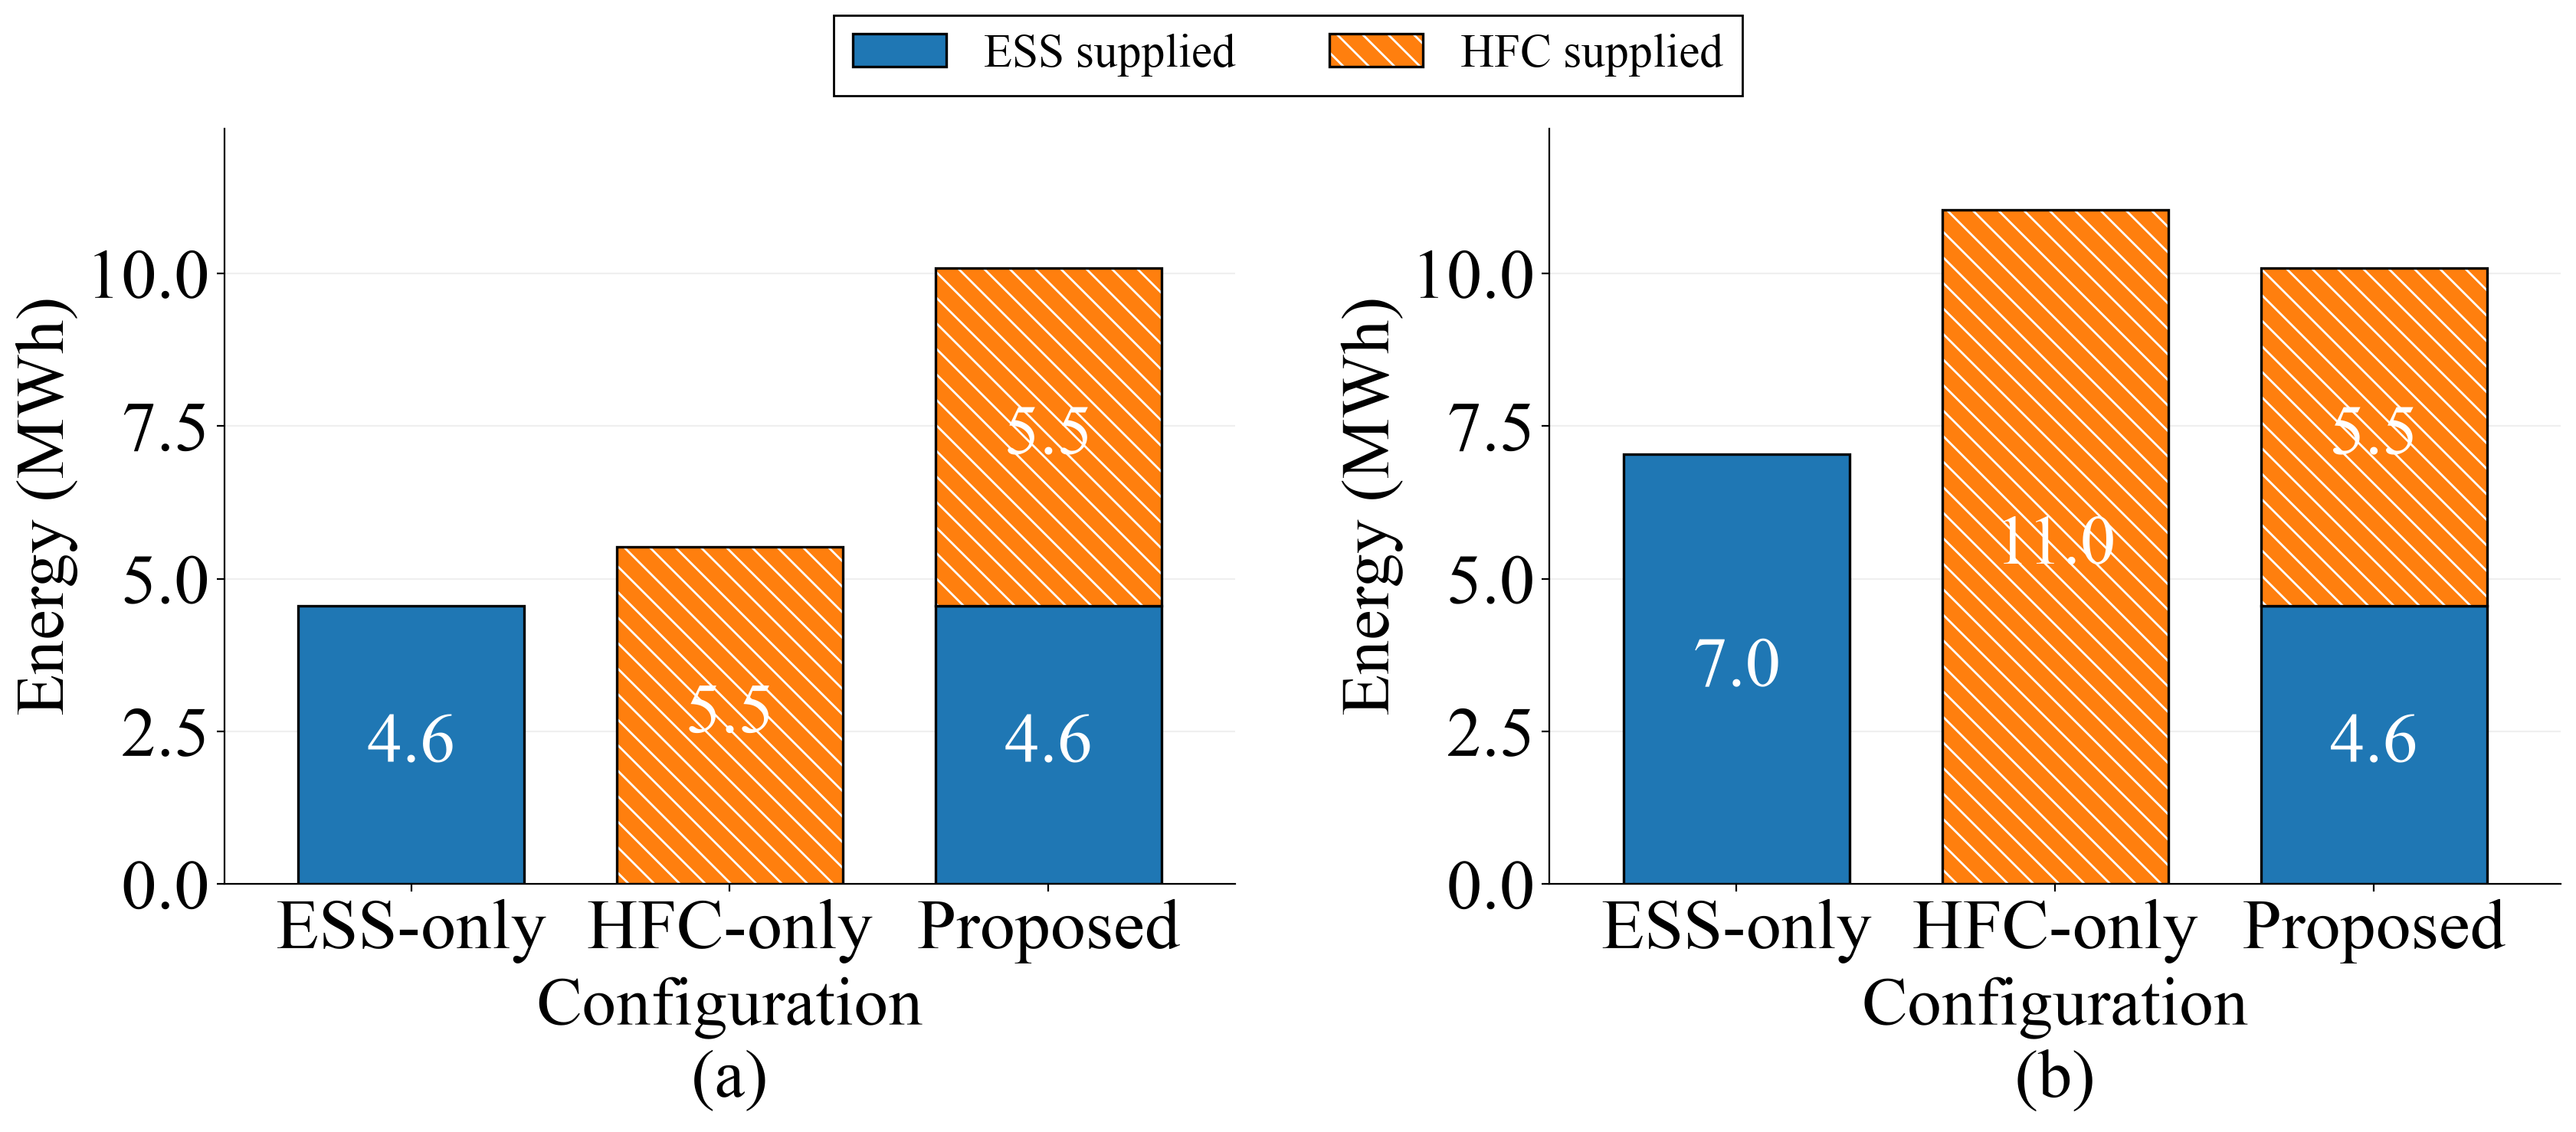 ESS supplied HFC supplied
Energy (MWh)
10.0
7.5
5.0
2.5
0.0
4.6
5.5
5.5
4.6
ESS-only HFC-only Proposed
Configuration
(a)
Energy (MWh)
10.0
7.5
5.0
2.5
0.0
7.0
11.0
5.5
4.6
ESS-only HFC-only Proposed
Configuration
(b)